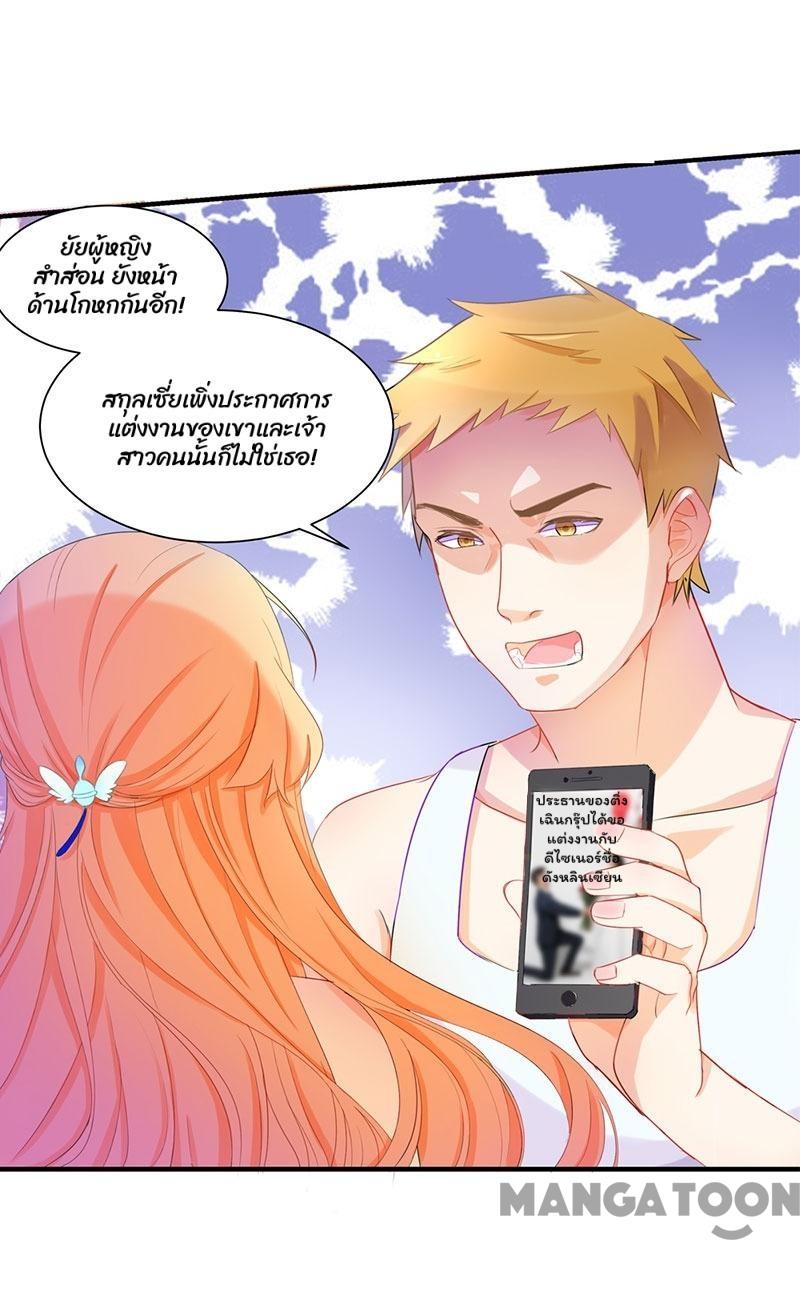 ยัยผู้หญิง
สำส่อน ยังหน้า
ด้านโกหกกันอีก!
สกุลเซี่ยเพิ่งประกาศการ
แต่งงานของเขาและเจ้า
สาวคนนั้นก็ไม่ใช่เธอ!
ประธานของติ่ง
เฉินกรุ๊ปได้ขอ
แต่งงานกับ
ดีไซเนอร์ชื่อ
ดังหลินเซียน
MANGATOON